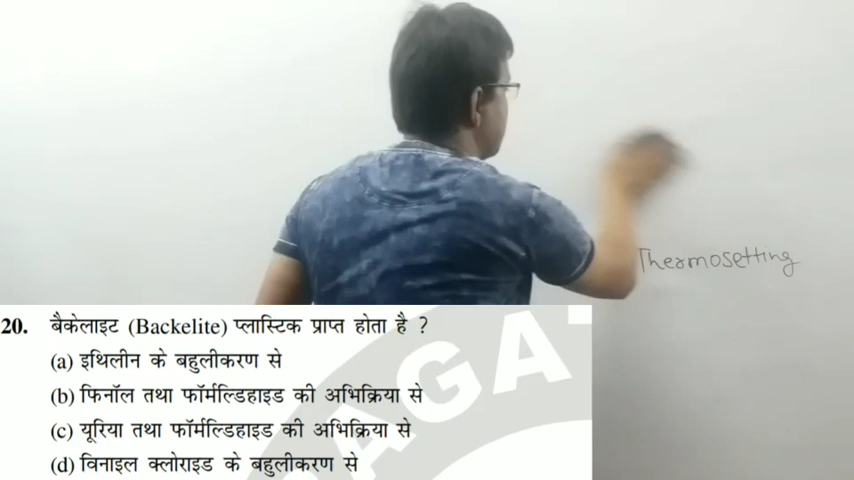 Thermosetting
20. बैकेलाइट (Backelite) प्लास्टिक प्राप्त होता है ?
(a) इथिलीन के बहुलीकरण से
(b) फिनॉल तथा फॉर्मल्डिहाइड की अभिक्रिया से
(c) यूरिया तथा फॉर्मल्डिहाइड की अभिक्रिया से
(d) विनाइल क्लोराइड के बहुलीकरण से